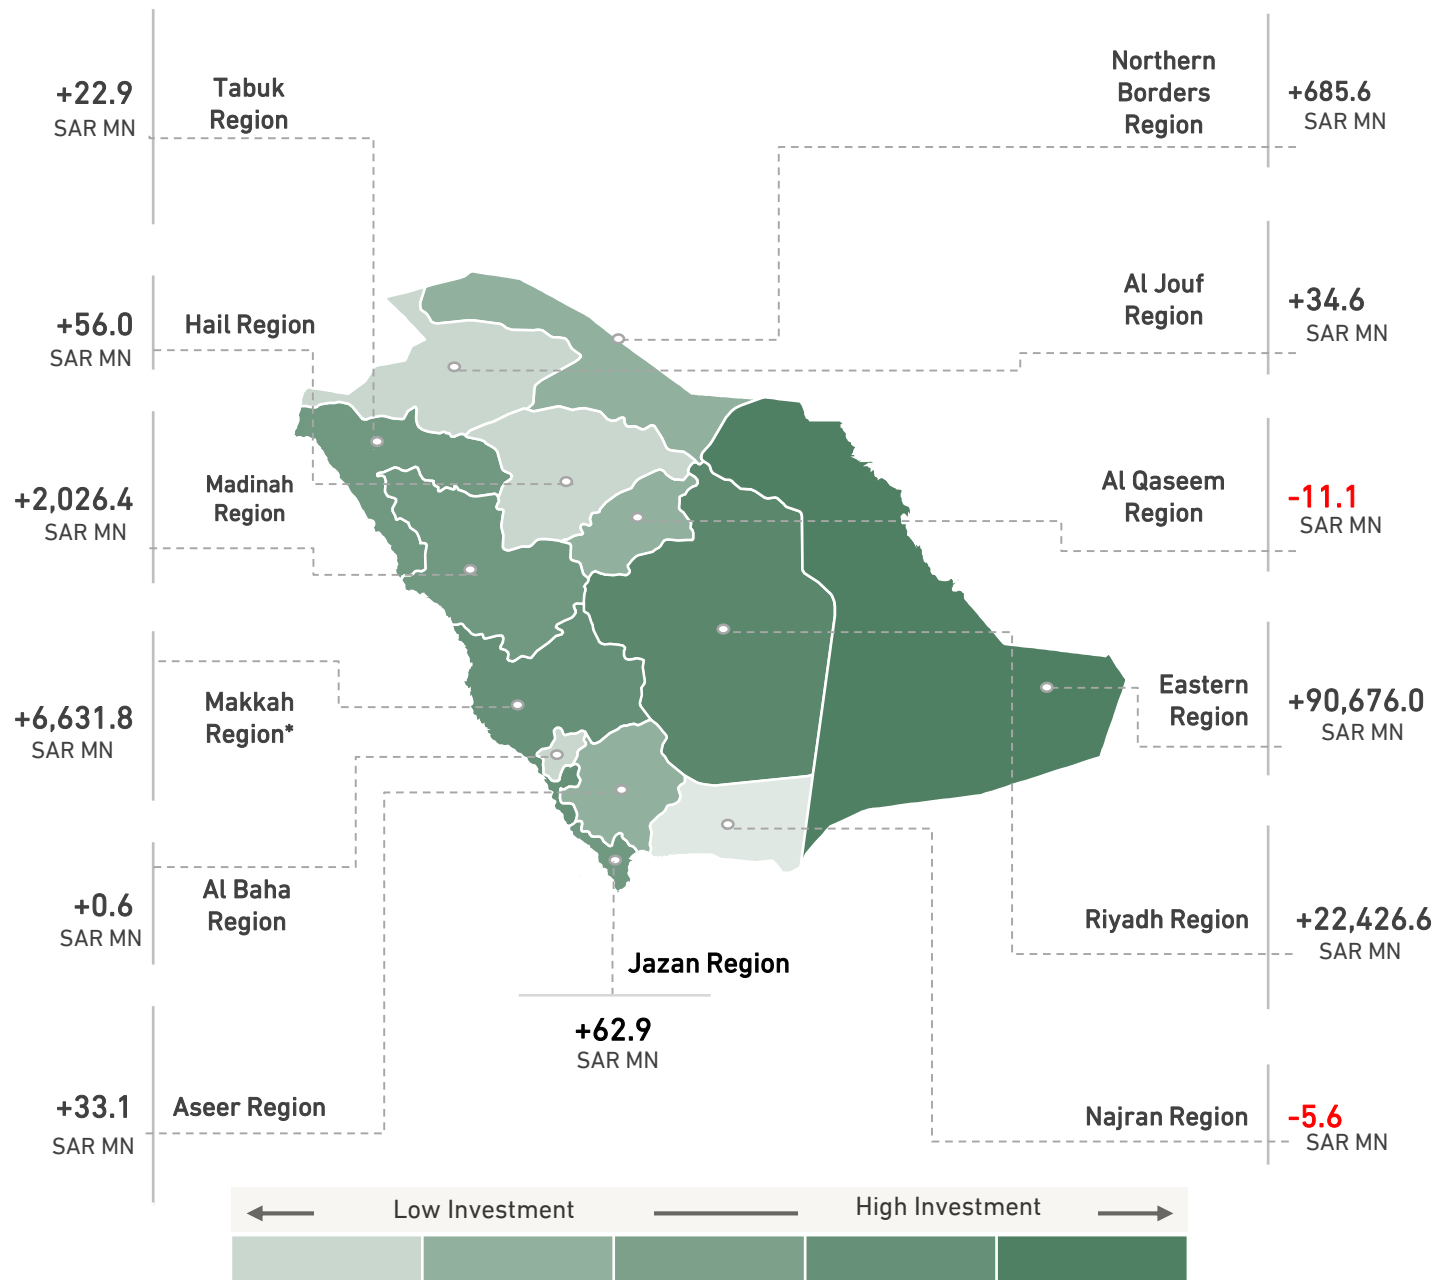 +22.9
SAR MN
Tabuk
Region
Northern
Borders
Region
+685.6
SAR MN
+56.0
SAR MN
Hail Region
Al Jouf
Region
+34.6
SAR MN
+2,026.4
SAR MN
Madinah
Region
Al Qaseem
Region
-11.1
SAR MN
+6,631.8
SAR MN
Makkah
Region*
Eastern
Region
+90,676.0
SAR MN
+0.6
SAR MN
Al Baha
Region
Riyadh Region
+22,426.6
SAR MN
Jazan Region
+62.9
SAR MN
+33.1
SAR MN
Aseer Region
Najran Region
-5.6
SAR MN
Low Investment
High Investment